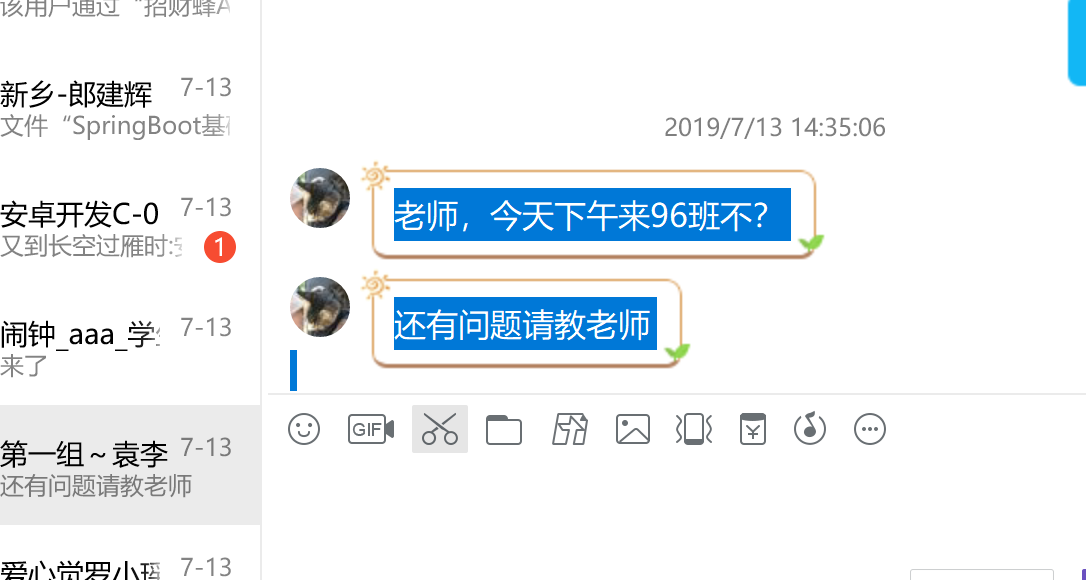 该用户通过“招财蜂
新乡-郎建辉 7-13
文件“SpringBoot基
安卓开发C-0 7-13
又到长空过雁时: 1
闹钟_aaa_学 7-13
来了
第一组～袁李 7-13
还有问题请教老师
爱心觉罗小 7-13
2019/7/13 14:35:06
老师，今天下午来96班不？
还有问题请教老师
GIF